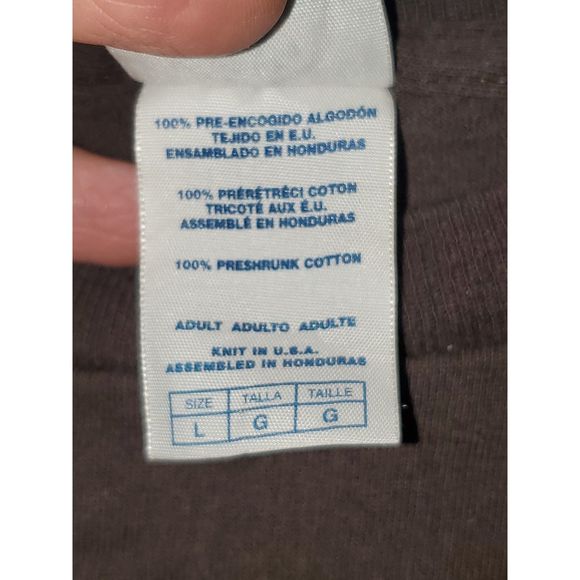 100% PRE-ENCOGIDO ALGODÓN
TEJIDO EN E.U.
ENSAMBLADO EN HONDURAS
100% PRÉRÉTRÉCI COTON
TRICOTÉ AUX É.U.
ASSEMBLÉ EN HONDURAS
100% PRESHRUNK COTTON
ADULT ADULTO ADULTE
KNIT IN U.S.A.
ASSEMBLED IN HONDURAS
SIZE TALLA TAILLE
L G G